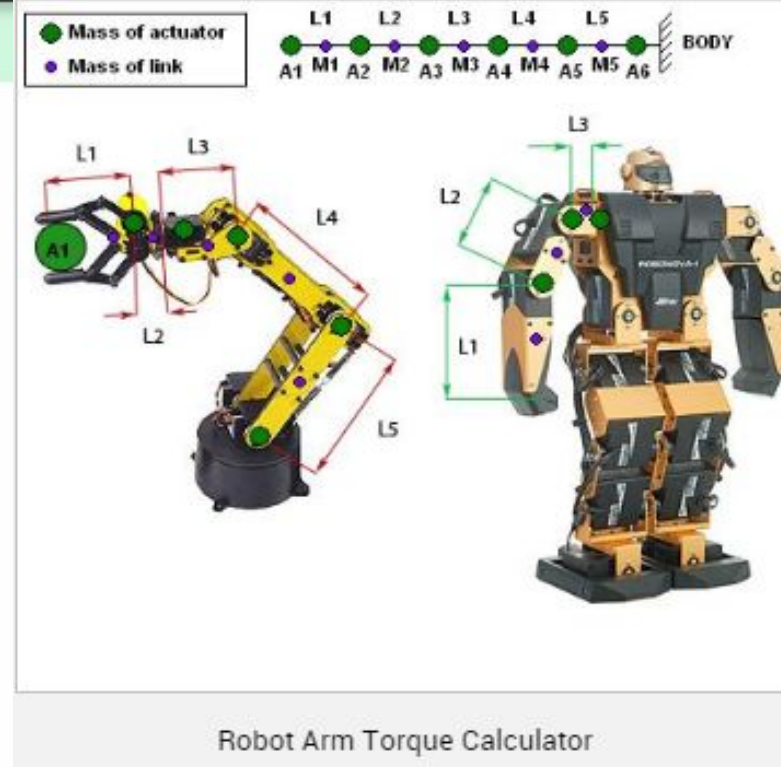 Mass of actuator
Mass of link
L1 L2 L3 L4 L5
BODY
A1 M1 A2 M2 A3 M3 A4 M4 A5 M5 A6
L1
L3
L4
A1
L2
L5
L3
L2
L1
ROBONOVA-I
Robot Arm Torque Calculator